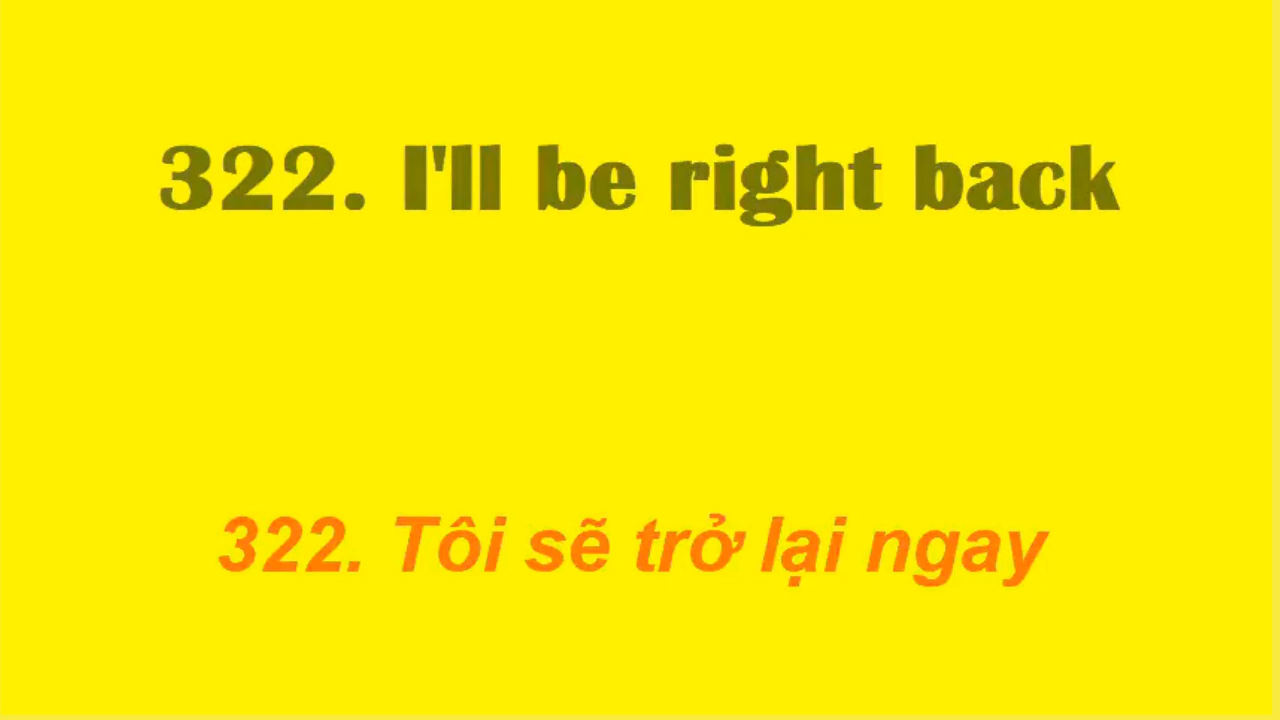 322. I'll be right back
322. Tôi sẽ trở lại ngay